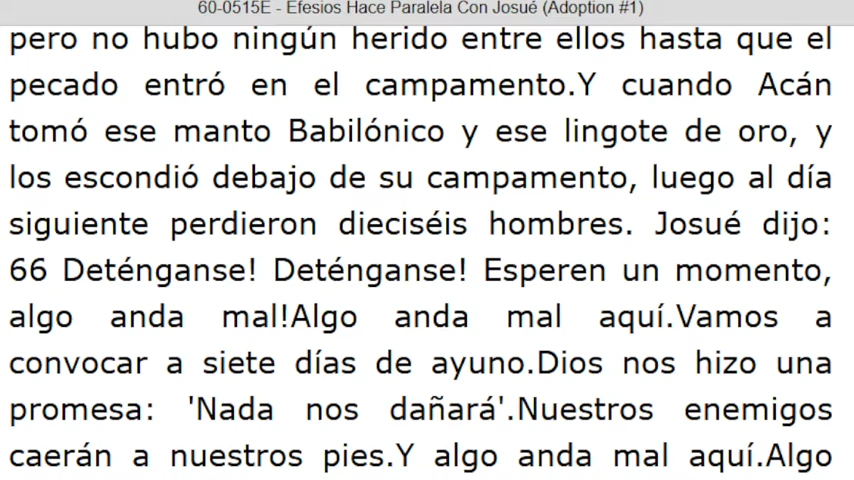 60-0515E - Efesios Hace Paralela Con Josué (Adoption #1)
pero no hubo ningún herido entre ellos hasta que el
pecado entró en el campamento.Y cuando Acán
tomó ese manto Babilónico y ese lingote de oro, y
los escondió debajo de su campamento, luego al día
siguiente perdieron dieciséis hombres. Josué dijo:
66 Deténganse! Deténganse! Esperen un momento,
algo anda mal!Algo anda mal aquí.Vamos a
convocar a siete días de ayuno.Dios nos hizo una
promesa: 'Nada nos dañará'.Nuestros enemigos
caerán a nuestros pies.Y algo anda mal aquí.Algo